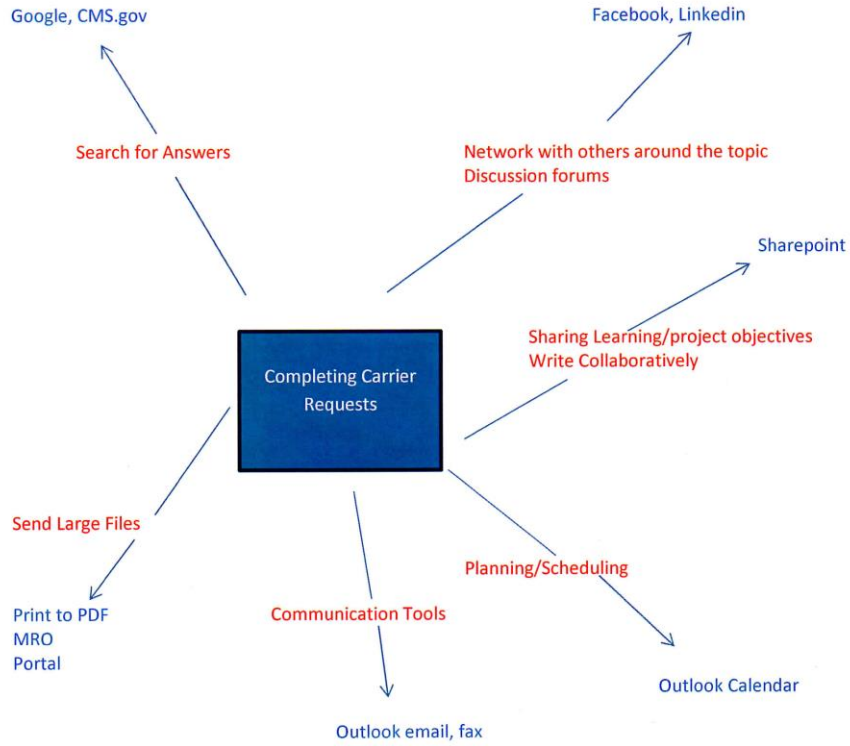 Google, CMS.gov
Facebook, Linkedin
Search for Answers
Network with others around the topic
Discussion forums
Sharepoint
Sharing Learning/project objectives
Write Collaboratively
Completing Carrier
Requests
Send Large Files
Planning/Scheduling
Print to PDF
MRO
Portal
Communication Tools
Outlook Calendar
Outlook email, fax